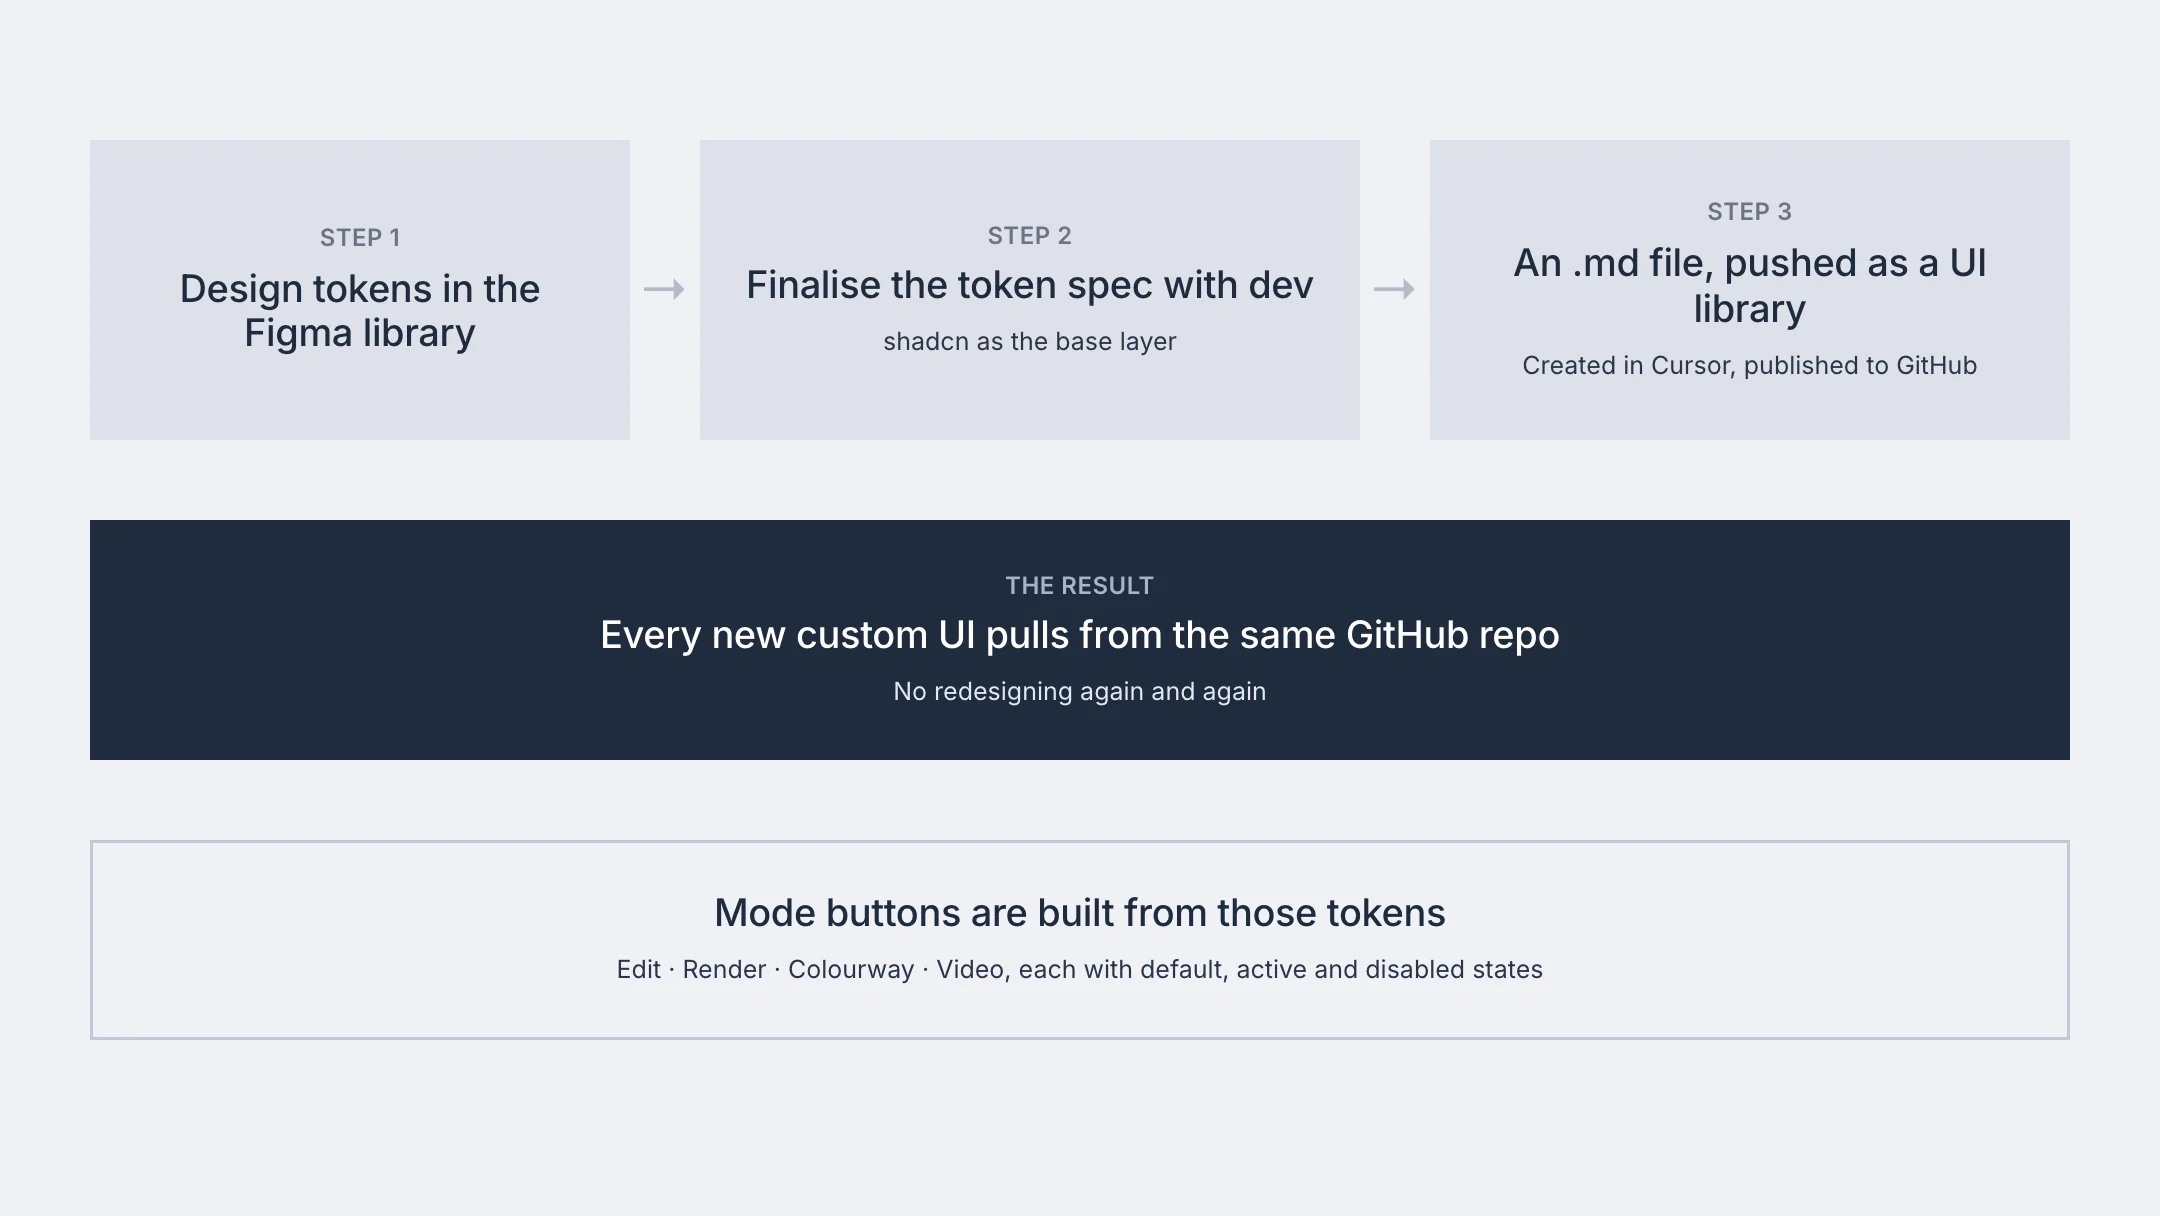 STEP 1
Design tokens in the
Figma library
STEP 2
Finalise the token spec with dev
shadcn as the base layer
STEP 3
An .md file, pushed as a UI
library
Created in Cursor, published to GitHub
THE RESULT
Every new custom UI pulls from the same GitHub repo
No redesigning again and again
Mode buttons are built from those tokens
Edit · Render · Colourway · Video, each with default, active and disabled states